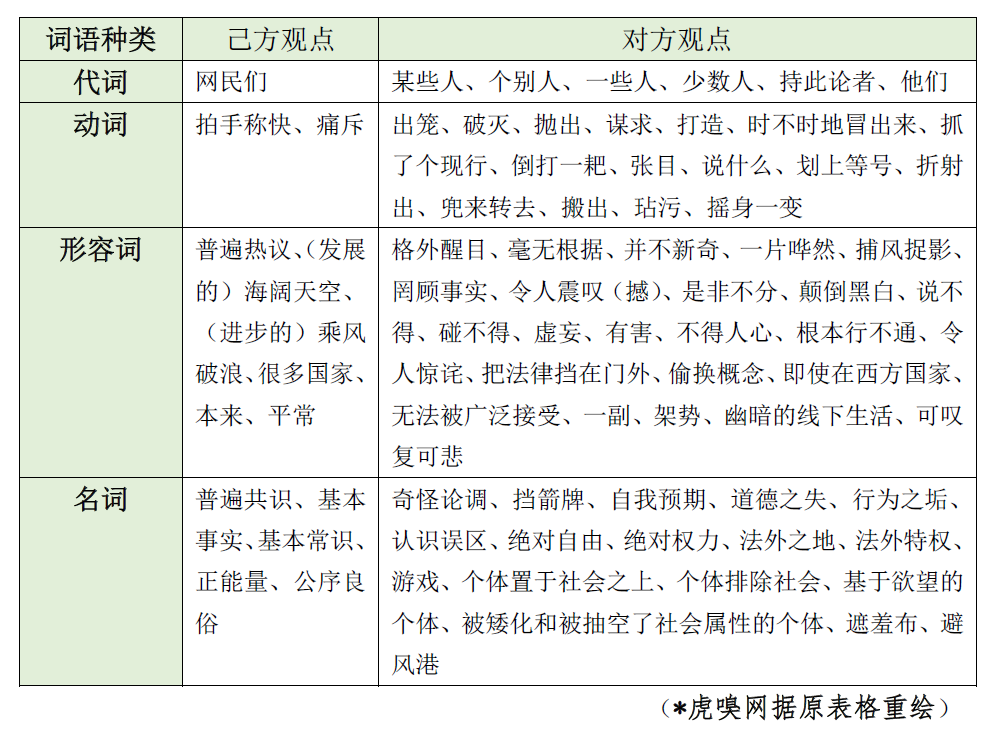 词语种类 己方观点 对方观点
代词 网民们 某些人、个别人、一些人、少数人、持此论者、他们
动词 拍手称快、痛斥 出笼、破灭、抛出、谋求、打造、时不时地冒出来、抓
了个现行、倒打一耙、张目、说什么、划上等号、折射
出、兜来转去、搬出、玷污、摇身一变
形容词 普遍热议、（发展 格外醒目、毫无根据、并不新奇、一片哗然、捕风捉影、
的）海阔天空、 罔顾事实、令人震叹（撼）、是非不分、颠倒黑白、说不
（进步的）乘风 得、碰不得、虚妄、有害、不得人心、根本行不通、令
破浪、很多国家、 人惊诧、把法律挡在门外、偷换概念、即使在西方国家、
本来、平常 无法被广泛接受、一副、架势、幽暗的线下生活、可叹
复可悲
名词 普遍共识、基本 奇怪论调、挡箭牌、自我预期、道德之失、行为之垢、
事实、基本常识、 认识误区、绝对自由、绝对权力、法外之地、法外特权、
正能量、公序良 游戏、个体置于社会之上、个体排除社会、基于欲望的
俗 个体、被矮化和被抽空了社会属性的个体、遮羞布、避
风港
（*虎嗅网据原表格重绘）